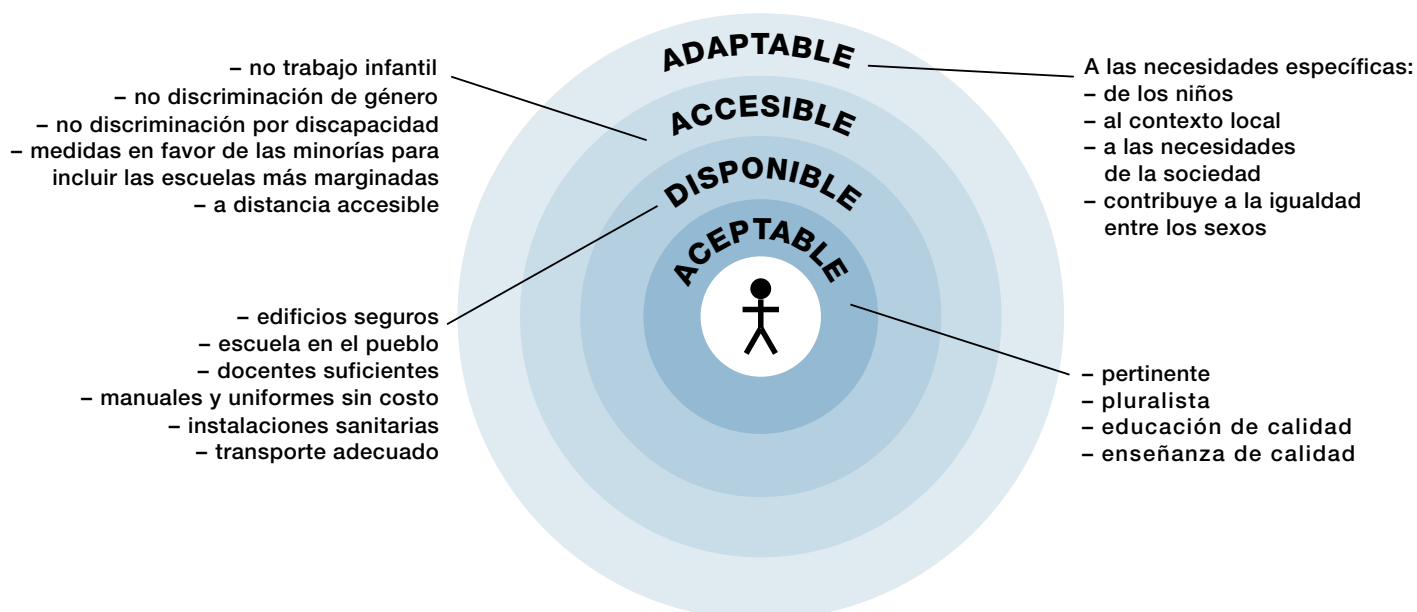 ADAPTABLE
ACCESIBLE
DISPONIBLE
ACEPTABLE
– no trabajo infantil
– no discriminación de género
– no discriminación por discapacidad
– medidas en favor de las minorías para
incluir las escuelas más marginadas
– a distancia accesible
A las necesidades específicas:
– de los niños
– al contexto local
– a las necesidades
de la sociedad
– contribuye a la igualdad
entre los sexos
– edificios seguros
– escuela en el pueblo
– docentes suficientes
– manuales y uniformes sin costo
– instalaciones sanitarias
– transporte adecuado
– pertinente
– pluralista
– educación de calidad
– enseñanza de calidad